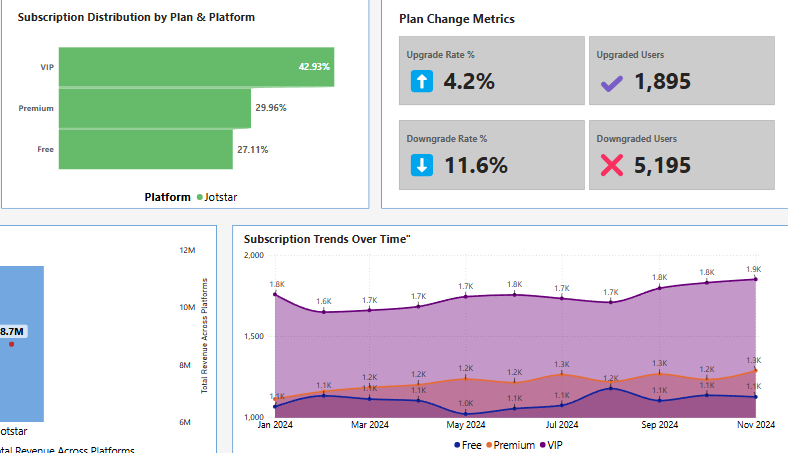 Subscription Distribution by Plan & Platform
VIP
42.93%
Premium
29.96%
Free
27.11%
Platform Jotstar
Plan Change Metrics
Upgrade Rate %
4.2%
Upgraded Users
1,895
Downgrade Rate %
11.6%
Downgraded Users
5,195
12M
10M
8M
6M
Total Revenue Across Platforms
8.7M
otstar
tal Revenue Across Platforms
Subscription Trends Over Time"
2,000
1,500
1,000
1.8K 1.6K 1.7K 1.7K 1.7K 1.8K 1.7K 1.7K 1.8K 1.8K 1.9K
1.1K 1.1K 1.2K 1.2K 1.2K 1.2K 1.3K 1.2K 1.3K 1.2K 1.3K
1.1K 1.1K 1.0K 1.1K 1.1K 1.1K 1.1K 1.1K
Jan 2024 Mar 2024 May 2024 Jul 2024 Sep 2024 Nov 2024
Free Premium VIP